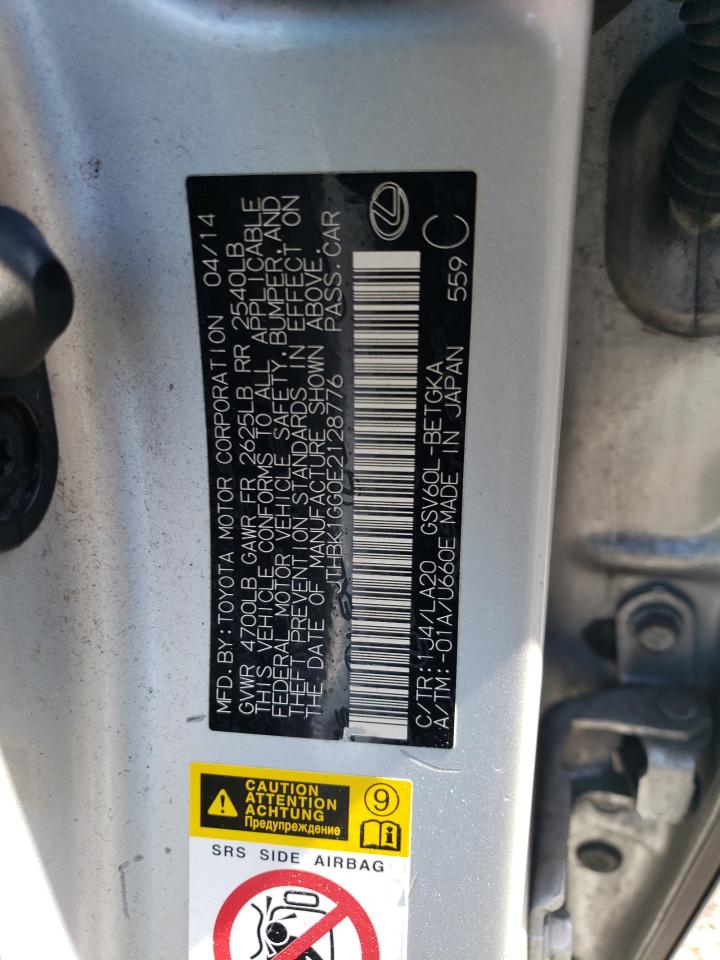 MFD.BY:TOYOTA MOTOR CORPORATION 04/14
GVWR 4700LB GAWR FR 2625LB RR 2540LB
THIS VEHICLE CONFORMS TO ALL APPLICABLE
FEDERAL MOTOR VEHICLE SAFETY,BUMPER,AND
THEFT PREVENTION STANDARDS IN EFFECT ON
THE DATE OF MANUFACTURE SHOWN ABOVE.
JTHBK1GG0E2128776 PASS.CAR
C/TR:1J4/LA20 GSV60L-BETGKA 559
A/TM:-01A/U660E MADE IN JAPAN
C
CAUTION
ATTENTION
ACHTUNG
Предупреждение
9
SRS SIDE AIRBAG